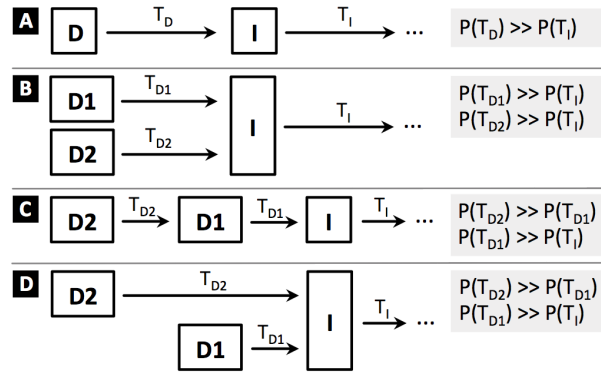 A
D
T_D
I
T_I
...
P(T_D) >> P(T_I)
B
D1
T_D1
D2
T_D2
I
T_I
...
P(T_D1) >> P(T_I)
P(T_D2) >> P(T_I)
C
D2
T_D2
D1
T_D1
I
T_I
...
P(T_D2) >> P(T_D1)
P(T_D1) >> P(T_I)
D
D2
T_D2
D1
T_D1
I
T_I
...
P(T_D2) >> P(T_D1)
P(T_D1) >> P(T_I)